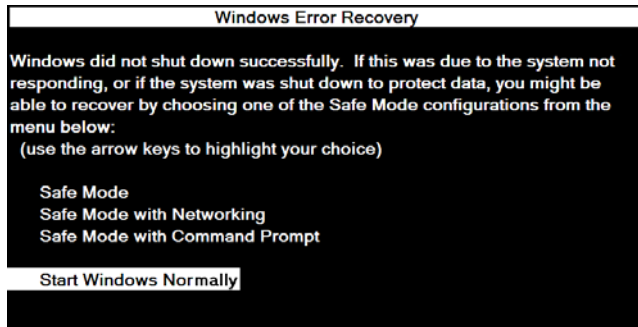 Windows Error Recovery
Windows did not shut down successfully. If this was due to the system not
responding, or if the system was shut down to protect data, you might be
able to recover by choosing one of the Safe Mode configurations from the
menu below:
(use the arrow keys to highlight your choice)
Safe Mode
Safe Mode with Networking
Safe Mode with Command Prompt
Start Windows Normally